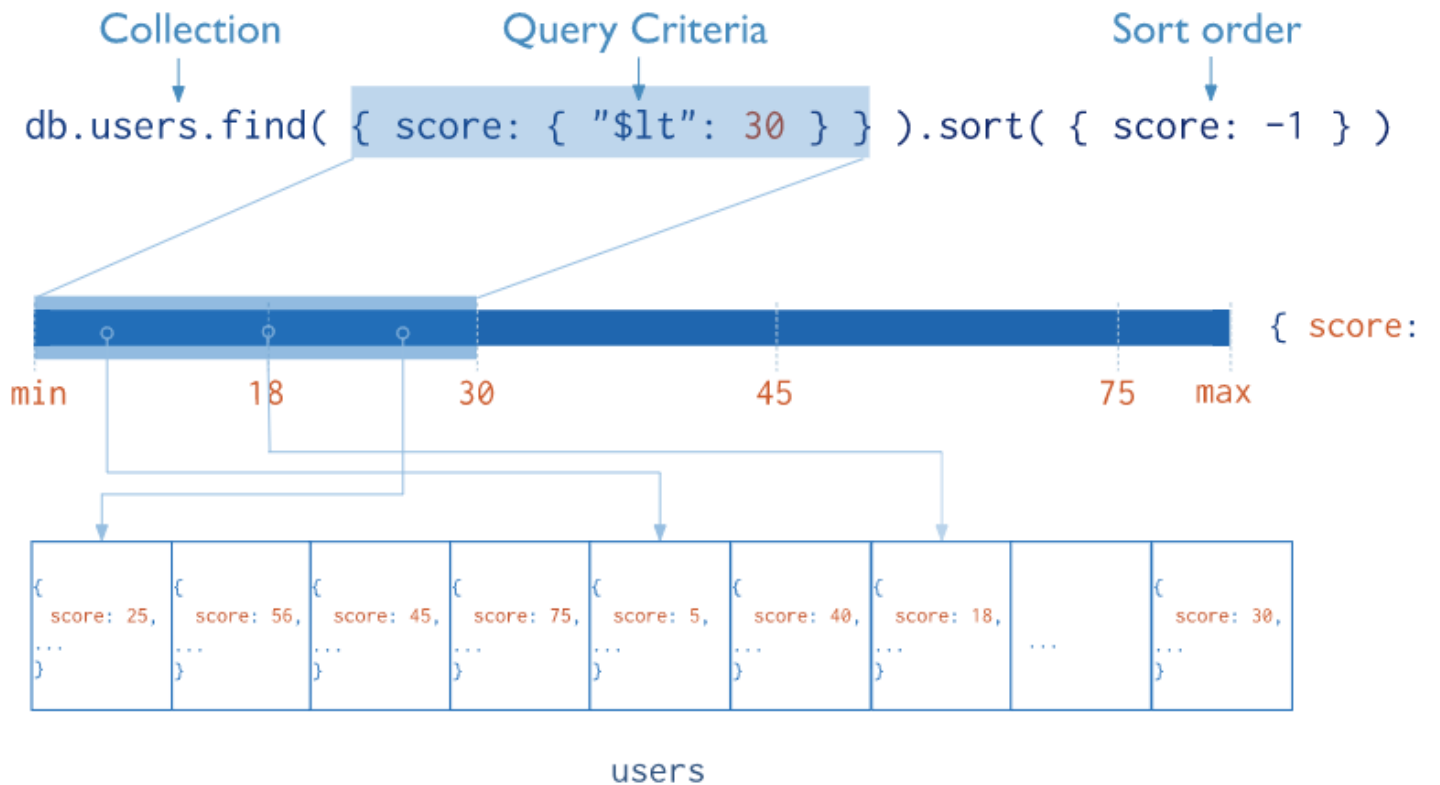 Collection Query Criteria Sort order
db.users.find( { score: { "$lt": 30 } } ).sort( { score: -1 } )
{ score:
min 18 30 45 75 max
{ { { { { { { {
score: 25, score: 56, score: 45, score: 75, score: 5, score: 40, score: 18, score: 30,
... ... ... ... ... ... ... ... ...
} } } } } } } }
users